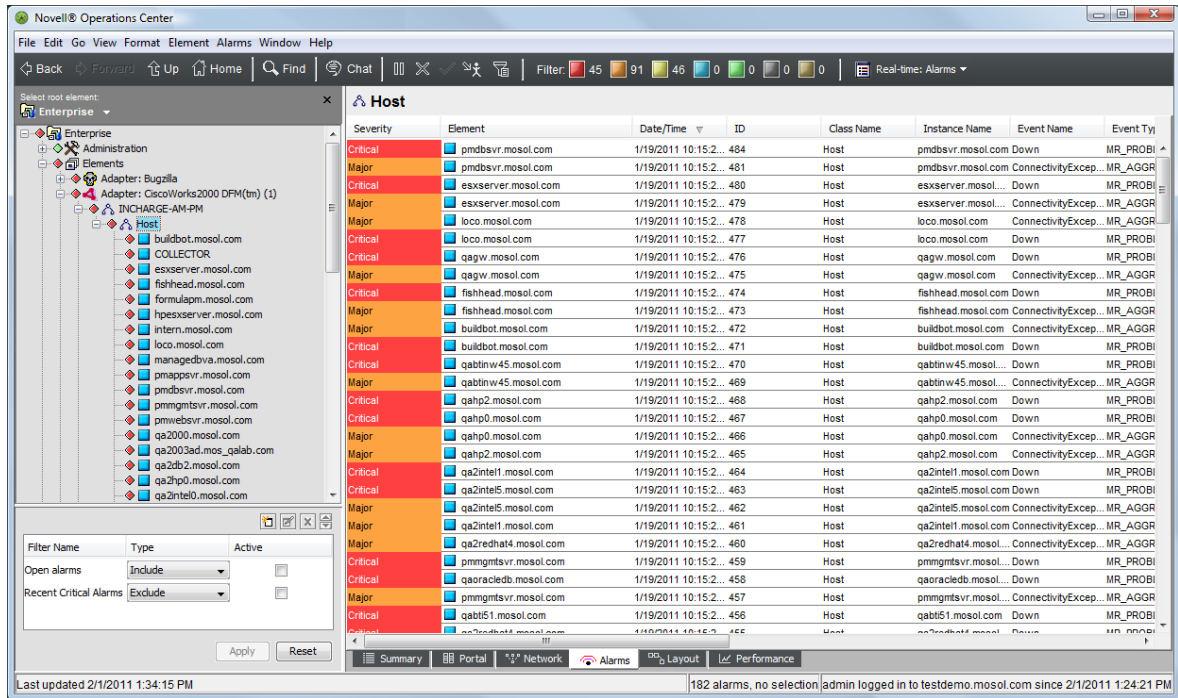 Novell® Operations Center
File Edit Go View Format Element Alarms Window Help
Back Forward Up Home Find Chat Filter: 45 91 46 0 0 0 0 Real-time: Alarms
Select root element:
Enterprise
Enterprise
Administration
Elements
Adapter: Bugzilla
Adapter: CiscoWorks2000 DFM(tm) (1)
INCHARGE-AM-PM
Host
buildbot.mosol.com
COLLECTOR
esxserver.mosol.com
fishhead.mosol.com
formulapm.mosol.com
hpesxserver.mosol.com
intern.mosol.com
loco.mosol.com
managedbva.mosol.com
pmappsvr.mosol.com
pmdbsvr.mosol.com
pmmgmtsvr.mosol.com
pmwebsvr.mosol.com
qa2000.mosol.com
qa2003ad.mos_qalab.com
qa2db2.mosol.com
qa2hp0.mosol.com
qa2intel0.mosol.com
Filter Name Type Active
Open alarms Include
Recent Critical Alarms Exclude
Apply Reset
Host
Severity Element Date/Time ID Class Name Instance Name Event Name Event Typ
Critical pmdbsvr.mosol.com 1/19/2011 10:15:2... 484 Host pmdbsvr.mosol.com Down MR_PROBI
Major pmdbsvr.mosol.com 1/19/2011 10:15:2... 481 Host pmdbsvr.mosol.com ConnectivityExcep... MR_AGGR
Critical esxserver.mosol.com 1/19/2011 10:15:2... 480 Host esxserver.mosol.... Down MR_PROBI
Major esxserver.mosol.com 1/19/2011 10:15:2... 479 Host esxserver.mosol.... ConnectivityExcep... MR_AGGR
Major loco.mosol.com 1/19/2011 10:15:2... 478 Host loco.mosol.com ConnectivityExcep... MR_AGGR
Critical loco.mosol.com 1/19/2011 10:15:2... 477 Host loco.mosol.com Down MR_PROBI
Critical qagw.mosol.com 1/19/2011 10:15:2... 476 Host qagw.mosol.com Down MR_PROBI
Major qagw.mosol.com 1/19/2011 10:15:2... 475 Host qagw.mosol.com ConnectivityExcep... MR_AGGR
Critical fishhead.mosol.com 1/19/2011 10:15:2... 474 Host fishhead.mosol.com Down MR_PROBI
Major fishhead.mosol.com 1/19/2011 10:15:2... 473 Host fishhead.mosol.com ConnectivityExcep... MR_AGGR
Major buildbot.mosol.com 1/19/2011 10:15:2... 472 Host buildbot.mosol.com ConnectivityExcep... MR_AGGR
Critical buildbot.mosol.com 1/19/2011 10:15:2... 471 Host buildbot.mosol.com Down MR_PROBI
Critical qabtinw45.mosol.com 1/19/2011 10:15:2... 470 Host qabtinw45.mosol.... Down MR_PROBI
Major qabtinw45.mosol.com 1/19/2011 10:15:2... 469 Host qabtinw45.mosol.... ConnectivityExcep... MR_AGGR
Critical qahp2.mosol.com 1/19/2011 10:15:2... 468 Host qahp2.mosol.com Down MR_PROBI
Critical qahp0.mosol.com 1/19/2011 10:15:2... 467 Host qahp0.mosol.com Down MR_PROBI
Major qahp0.mosol.com 1/19/2011 10:15:2... 466 Host qahp0.mosol.com ConnectivityExcep... MR_AGGR
Major qahp2.mosol.com 1/19/2011 10:15:2... 465 Host qahp2.mosol.com ConnectivityExcep... MR_AGGR
Critical qa2intel1.mosol.com 1/19/2011 10:15:2... 464 Host qa2intel1.mosol.com Down MR_PROBI
Critical qa2intel5.mosol.com 1/19/2011 10:15:2... 463 Host qa2intel5.mosol.com Down MR_PROBI
Major qa2intel5.mosol.com 1/19/2011 10:15:2... 462 Host qa2intel5.mosol.com ConnectivityExcep... MR_AGGR
Major qa2intel1.mosol.com 1/19/2011 10:15:2... 461 Host qa2intel1.mosol.com ConnectivityExcep... MR_AGGR
Major qa2redhat4.mosol.com 1/19/2011 10:15:2... 460 Host qa2redhat4.mosol.... ConnectivityExcep... MR_AGGR
Critical pmmgmtsvr.mosol.com 1/19/2011 10:15:2... 459 Host pmmgmtsvr.mosol.... Down MR_PROBI
Critical qaoracledb.mosol.com 1/19/2011 10:15:2... 458 Host qaoracledb.mosol.... Down MR_PROBI
Major pmmgmtsvr.mosol.com 1/19/2011 10:15:2... 457 Host pmmgmtsvr.mosol.... ConnectivityExcep... MR_AGGR
Critical qabti51.mosol.com 1/19/2011 10:15:2... 456 Host qabti51.mosol.com Down MR_PROBI
Critical qa2redhat4.mosol.com 1/19/2011 10:15:2... 455 Host qa2redhat4.mosol.... Down MR_PROBI
Summary Portal Network Alarms Layout Performance
Last updated 2/1/2011 1:34:15 PM 182 alarms, no selection admin logged in to testdemo.mosol.com since 2/1/2011 1:24:21 PM